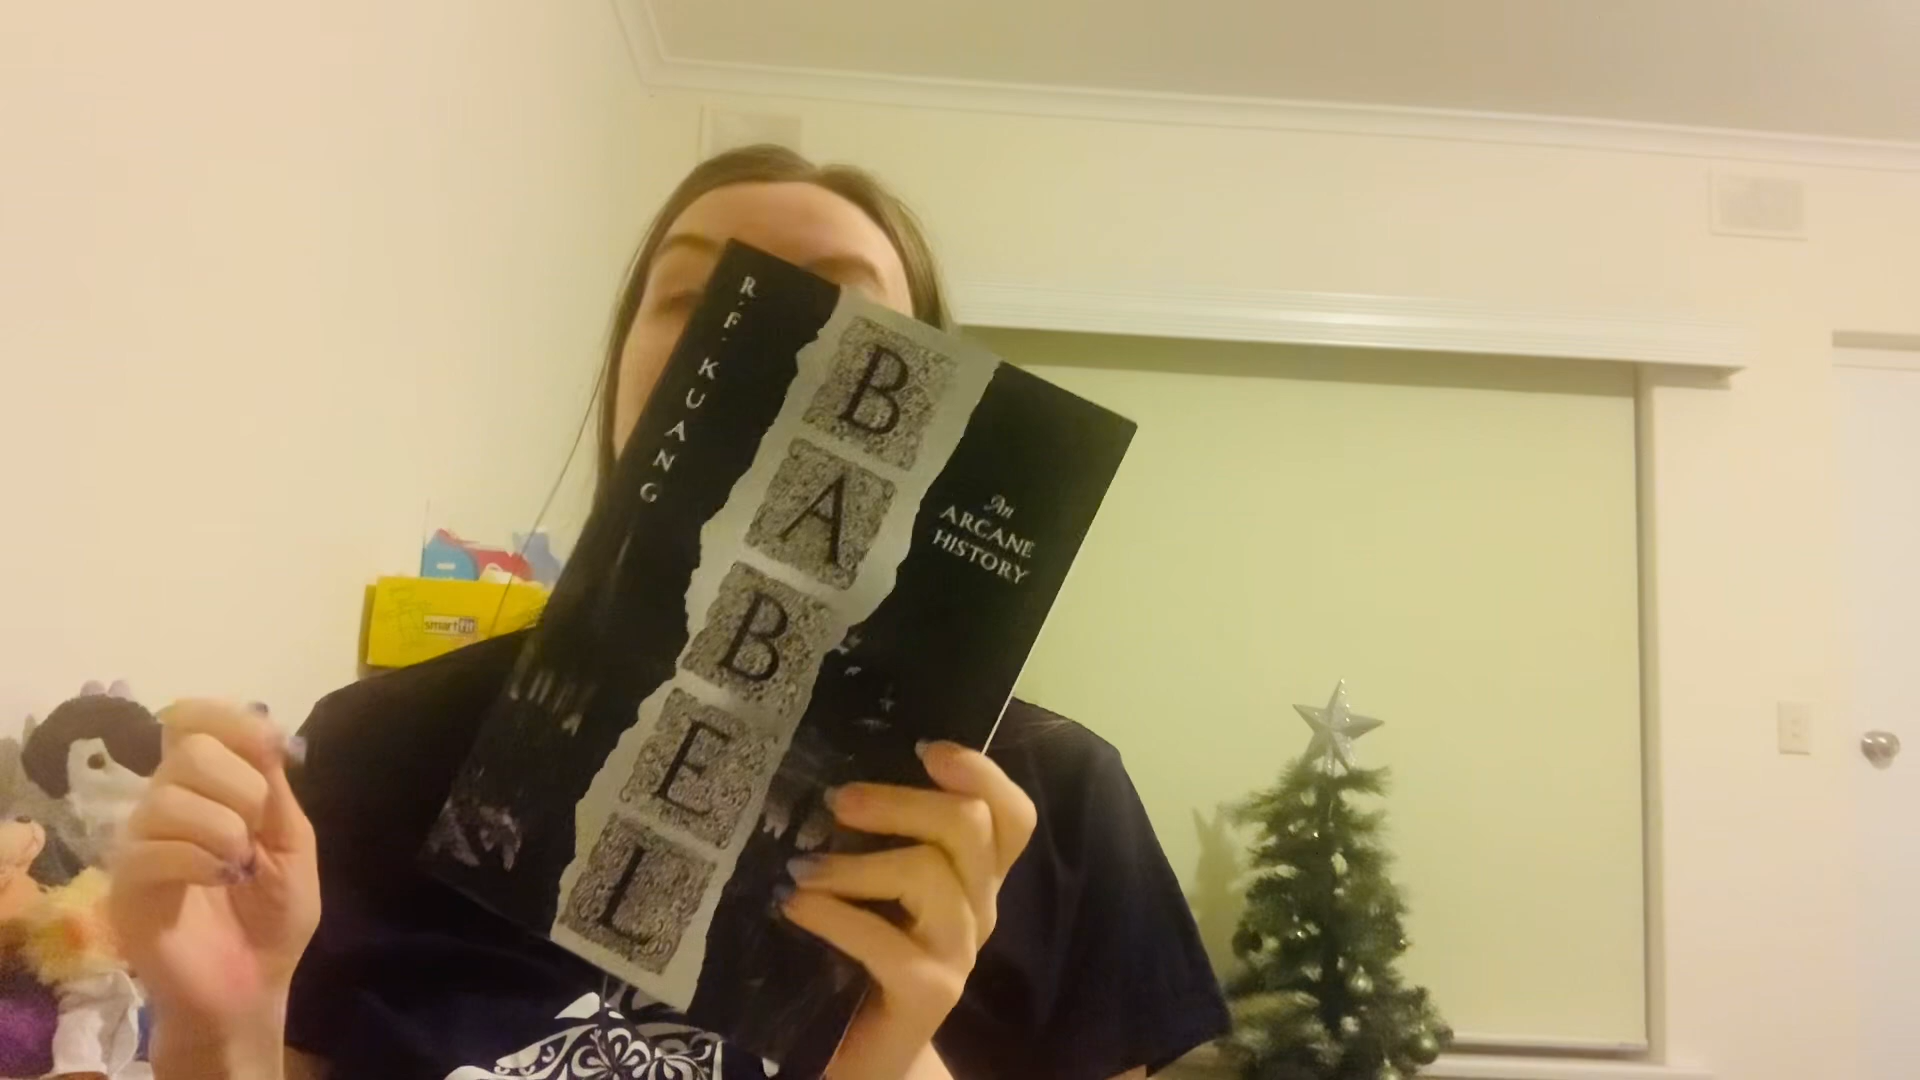 R. F. KUANG
BABEL
An
ARCANE
HISTORY
smartfit